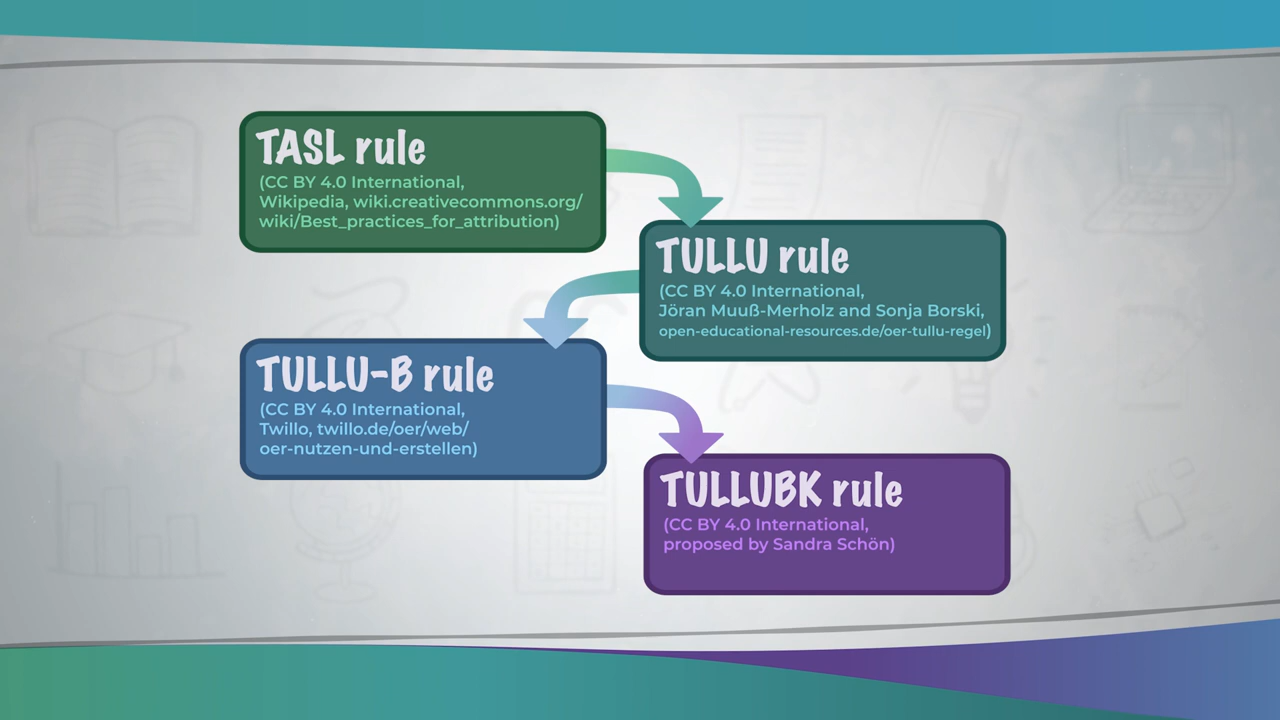 TASL rule
(CC BY 4.0 International,
Wikipedia, wiki.creativecommons.org/
wiki/Best_practices_for_attribution)
TULLU rule
(CC BY 4.0 International,
Jöran Muuß-Merholz and Sonja Borski,
open-educational-resources.de/oer-tullu-regel)
TULLU-B rule
(CC BY 4.0 International,
Twillo, twillo.de/oer/web/
oer-nutzen-und-erstellen)
TULLUBK rule
(CC BY 4.0 International,
proposed by Sandra Schön)